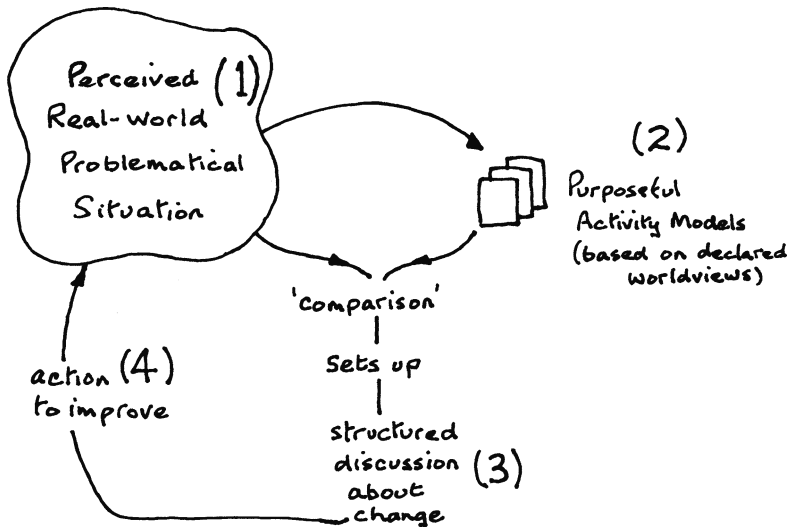 Perceived (1)
Real-world
Problematical
Situation
(2)
Purposeful
Activity Models
(based on declared
worldviews)
'comparison'
Sets up
structured
discussion (3)
about
change
action (4)
to improve